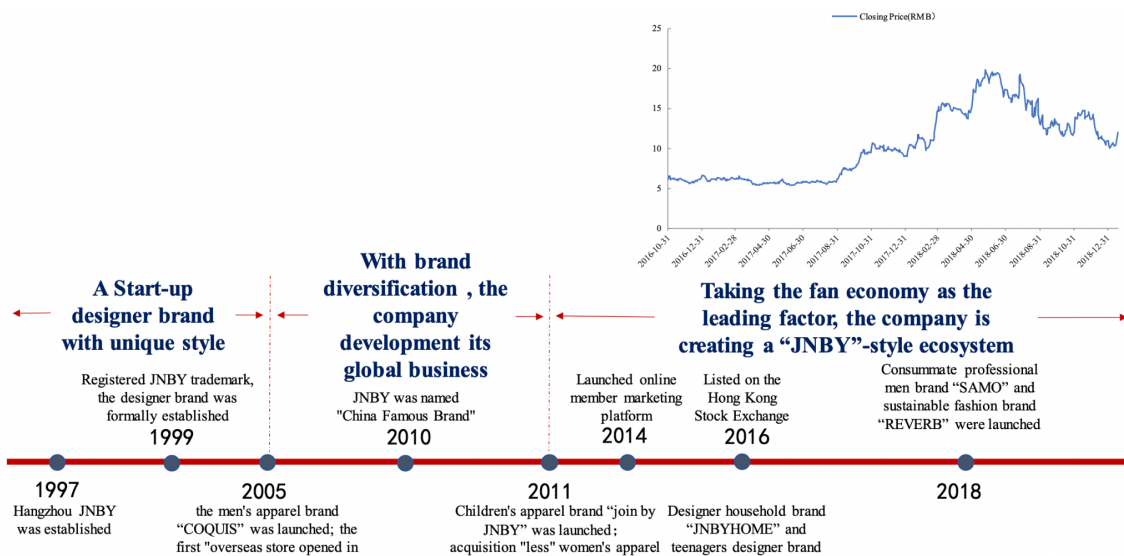 Closing Price(RMB)
25
20
15
10
5
0
2016-10-31
2016-12-31
2017-02-28
2017-04-30
2017-06-30
2017-08-31
2017-10-31
2017-12-31
2018-02-28
2018-04-30
2018-06-30
2018-08-31
2018-10-31
2018-12-31
A Start-up
designer brand
with unique style
With brand
diversification , the
company
development its
global business
Taking the fan economy as the
leading factor, the company is
creating a “JNBY”-style ecosystem
Registered JNBY trademark,
the designer brand was
formally established
1999
JNBY was named
"China Famous Brand"
2010
Launched online
member marketing
platform
2014
Listed on the
Hong Kong
Stock Exchange
2016
Consummate professional
men brand “SAMO” and
sustainable fashion brand
“REVERB” were launched
1997
Hangzhou JNBY
was established
2005
the men's apparel brand
“COQUIS” was launched; the
first "overseas store opened in
2011
Children's apparel brand “join by
JNBY” was launched;
acquisition "less" women's apparel
Designer household brand
“JNBYHOME” and
teenagers designer brand
2018